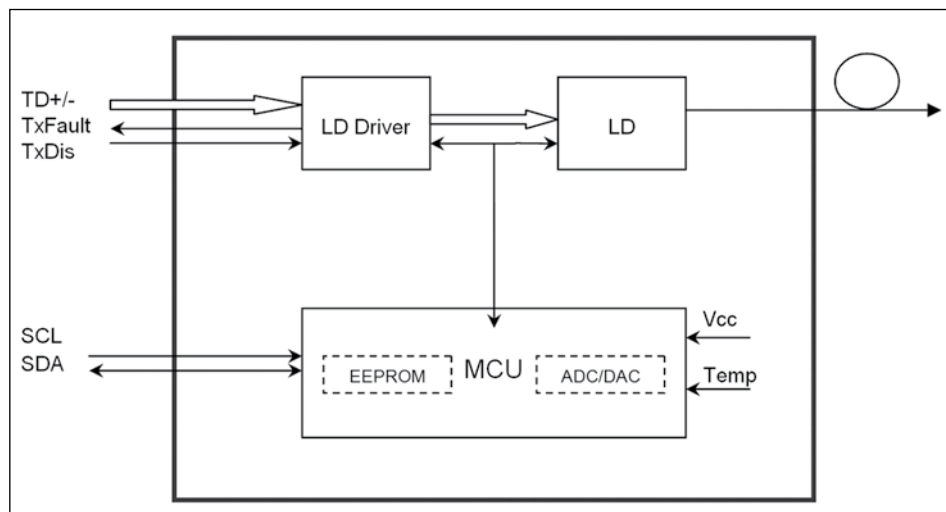 TD+/-
TxFault
TxDis
LD Driver
LD
SCL
SDA
EEPROM
MCU
ADC/DAC
Vcc
Temp